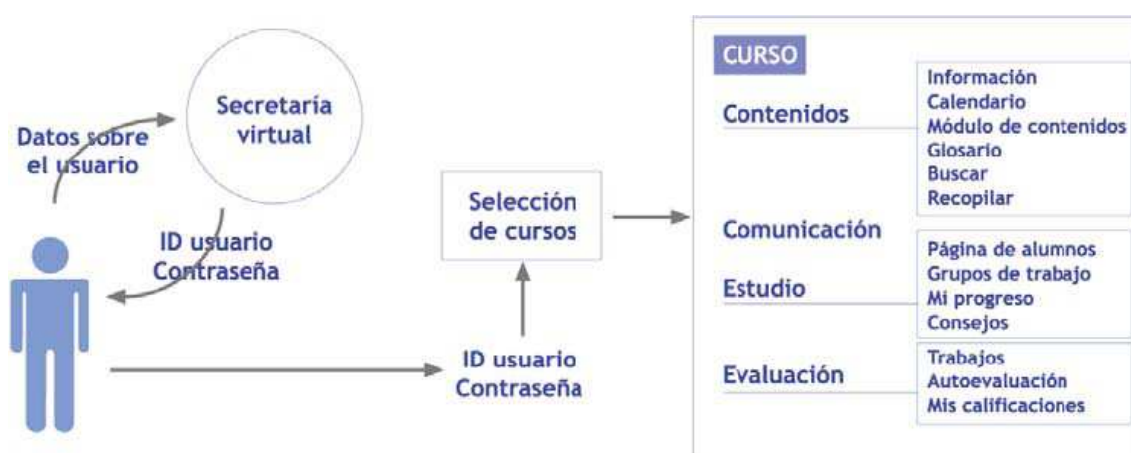 Secretaría
virtual
Datos sobre
el usuario
ID usuario
Contraseña
ID usuario
Contraseña
Selección
de cursos
CURSO
Contenidos
Información
Calendario
Módulo de contenidos
Glosario
Buscar
Recopilar
Comunicación
Estudio
Página de alumnos
Grupos de trabajo
Mi progreso
Consejos
Evaluación
Trabajos
Autoevaluación
Mis calificaciones